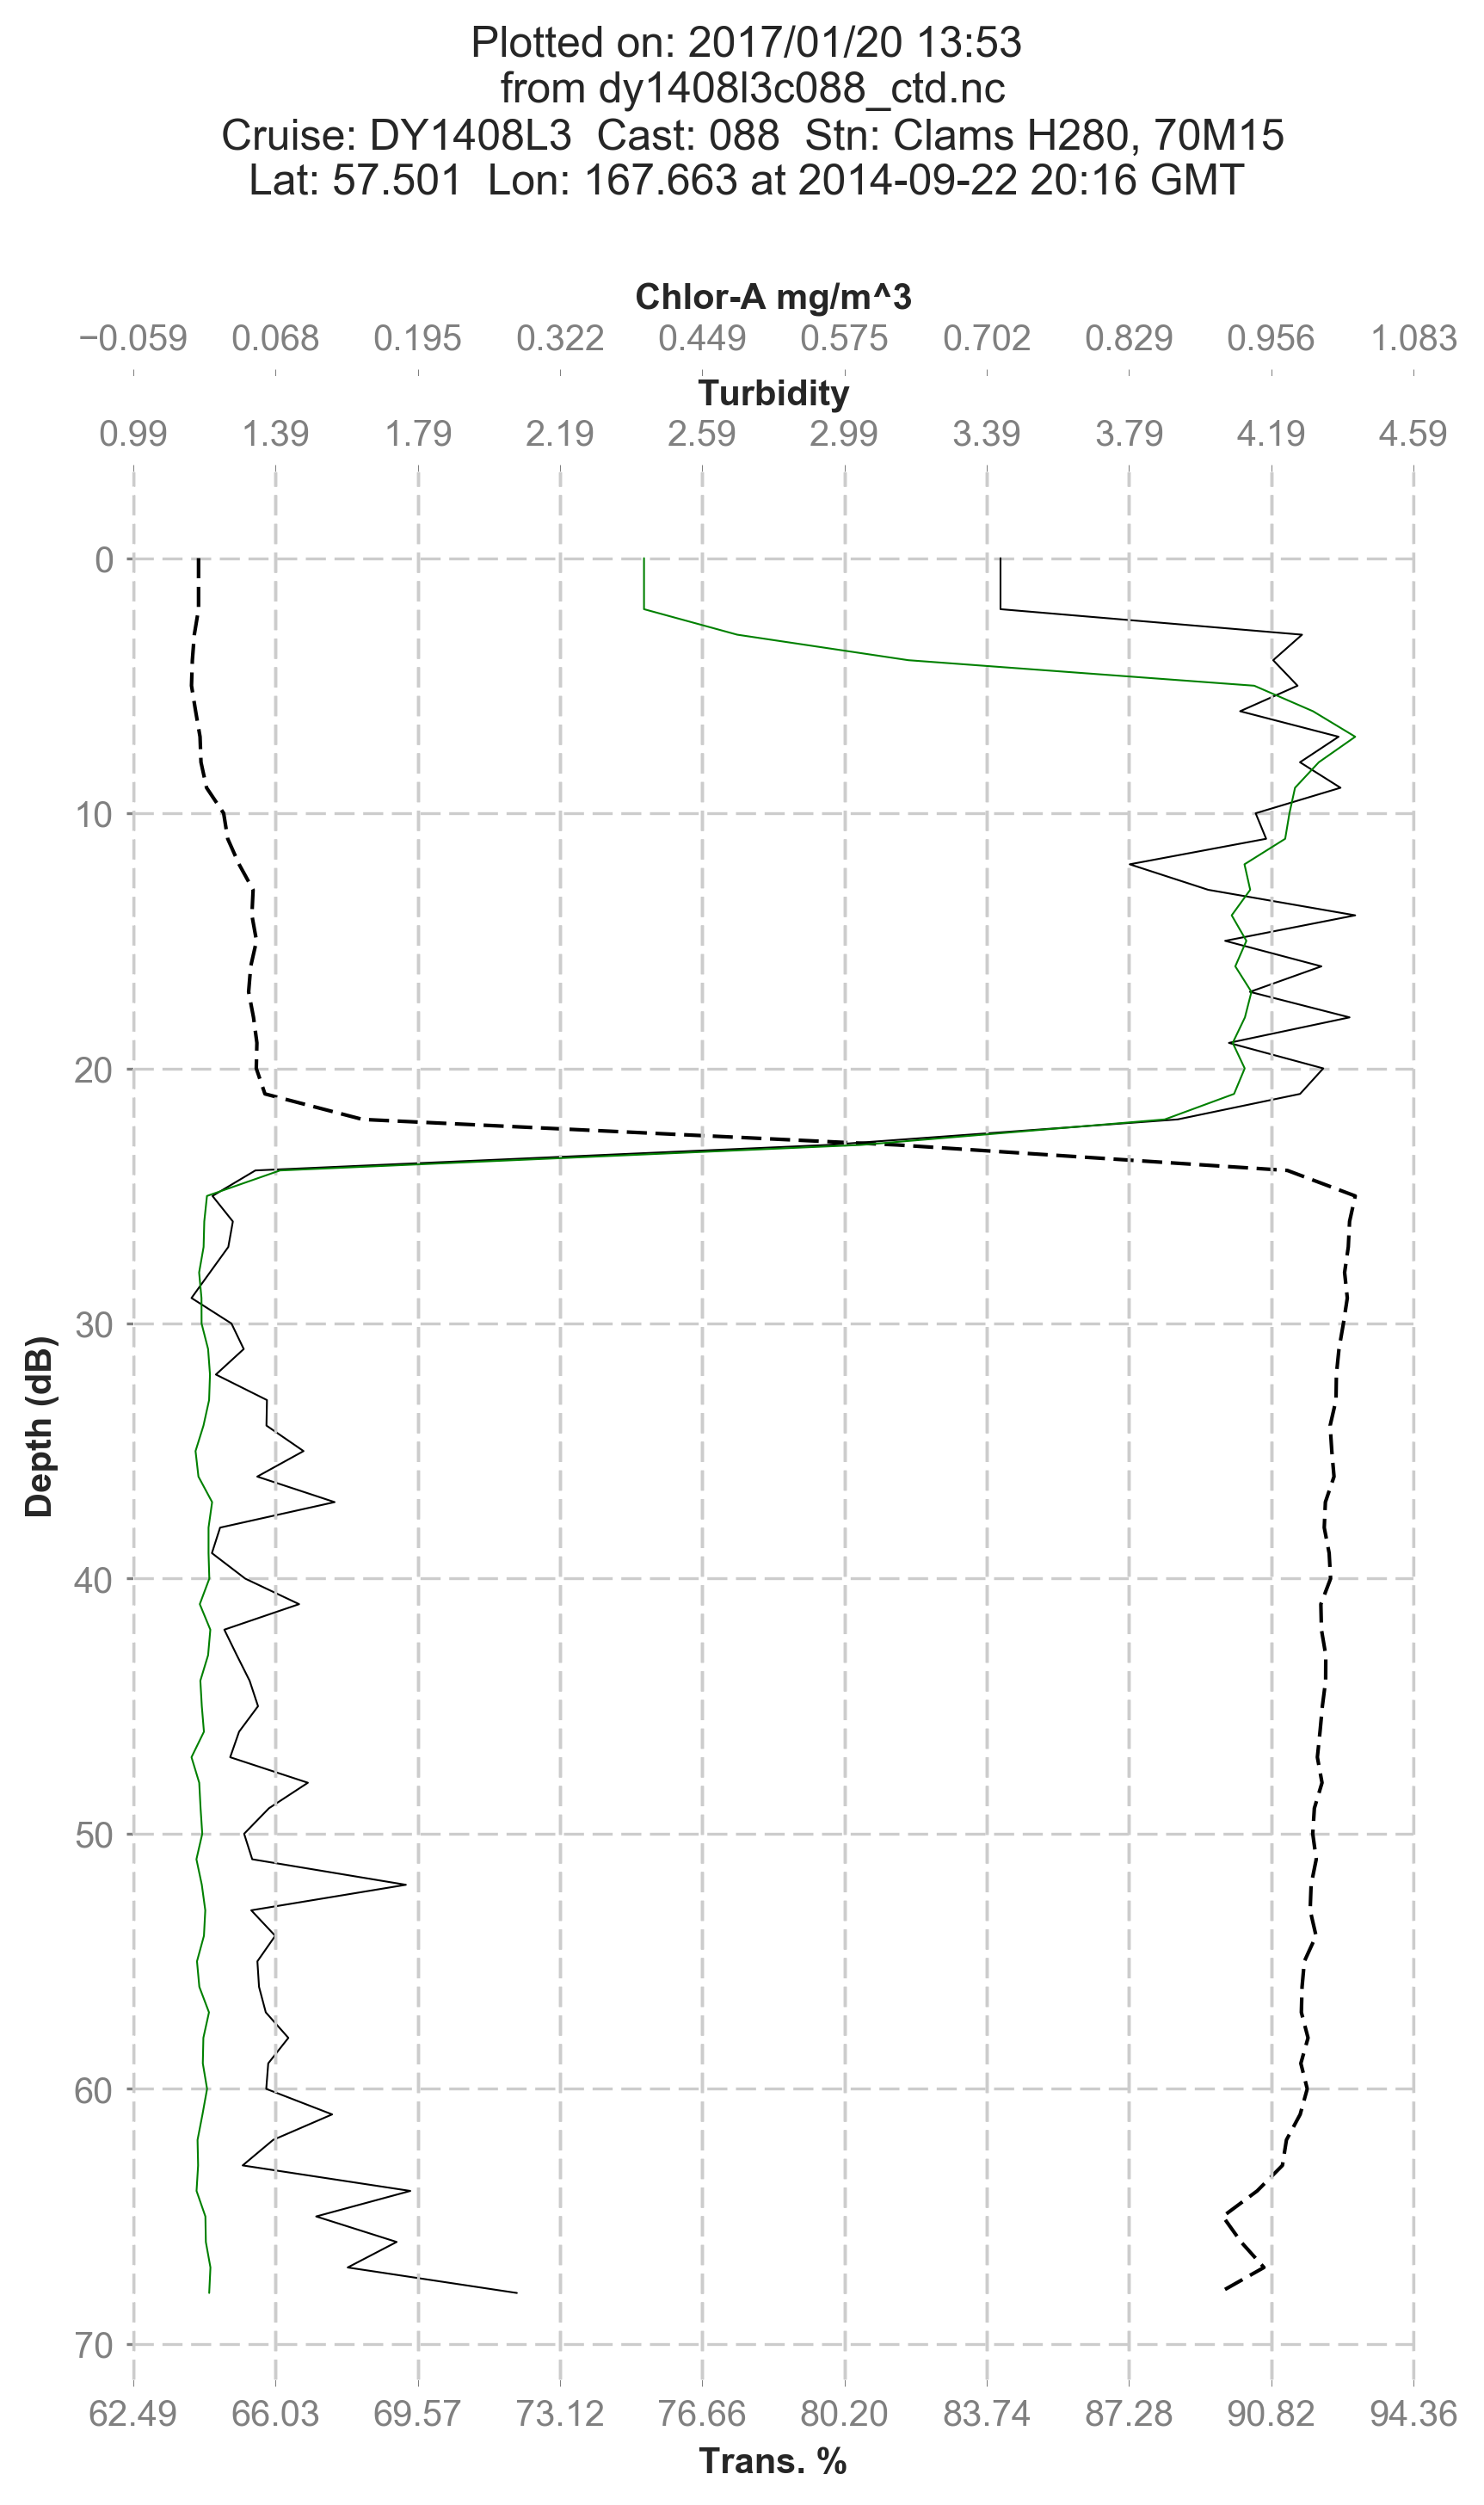 Plotted on: 2017/01/20 13:53
from dy1408l3c088_ctd.nc
Cruise: DY1408L3  Cast: 088  Stn: Clams H280, 70M15
Lat: 57.501  Lon: 167.663 at 2014-09-22 20:16 GMT
Chlor-A mg/m^3
−0.059 0.068 0.195 0.322 0.449 0.575 0.702 0.829 0.956 1.083
Turbidity
0.99 1.39 1.79 2.19 2.59 2.99 3.39 3.79 4.19 4.59
0
10
20
30
Depth (dB)
40
50
60
70
62.49 66.03 69.57 73.12 76.66 80.20 83.74 87.28 90.82 94.36
Trans. %